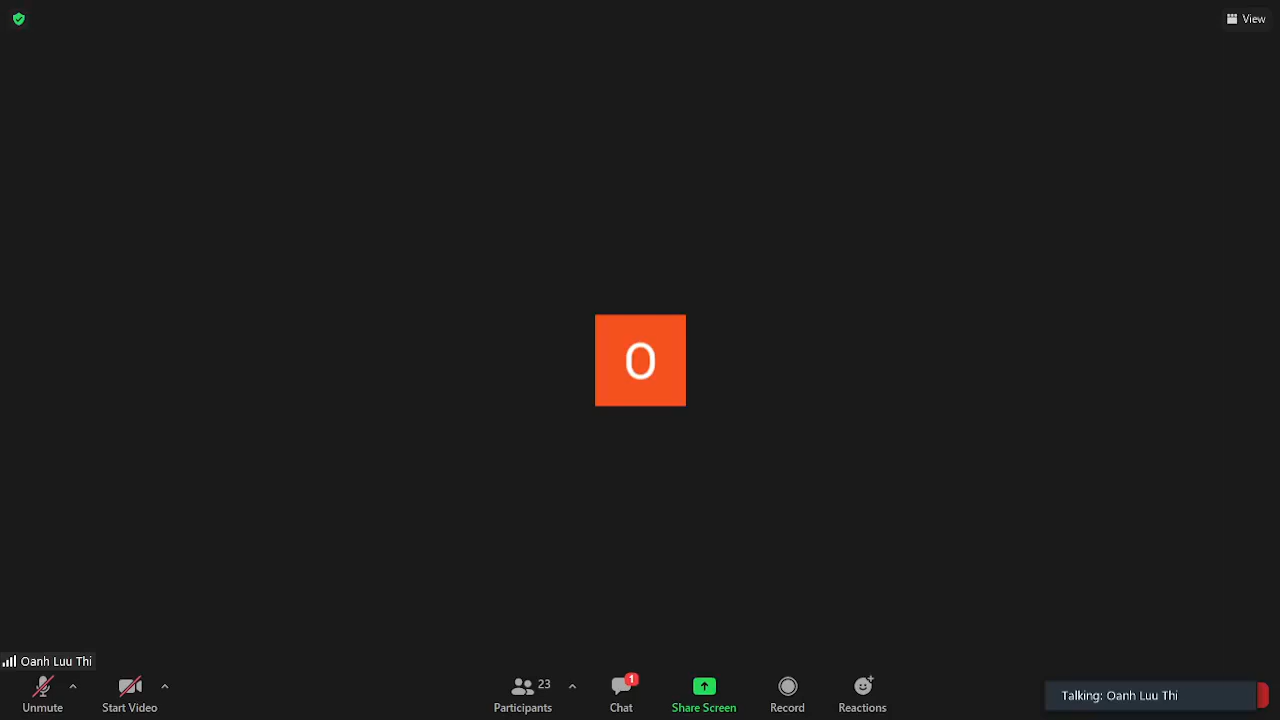 View
O
Oanh Luu Thi
Unmute
Start Video
23
Participants
1
Chat
Share Screen
Record
Reactions
Talking: Oanh Luu Thi